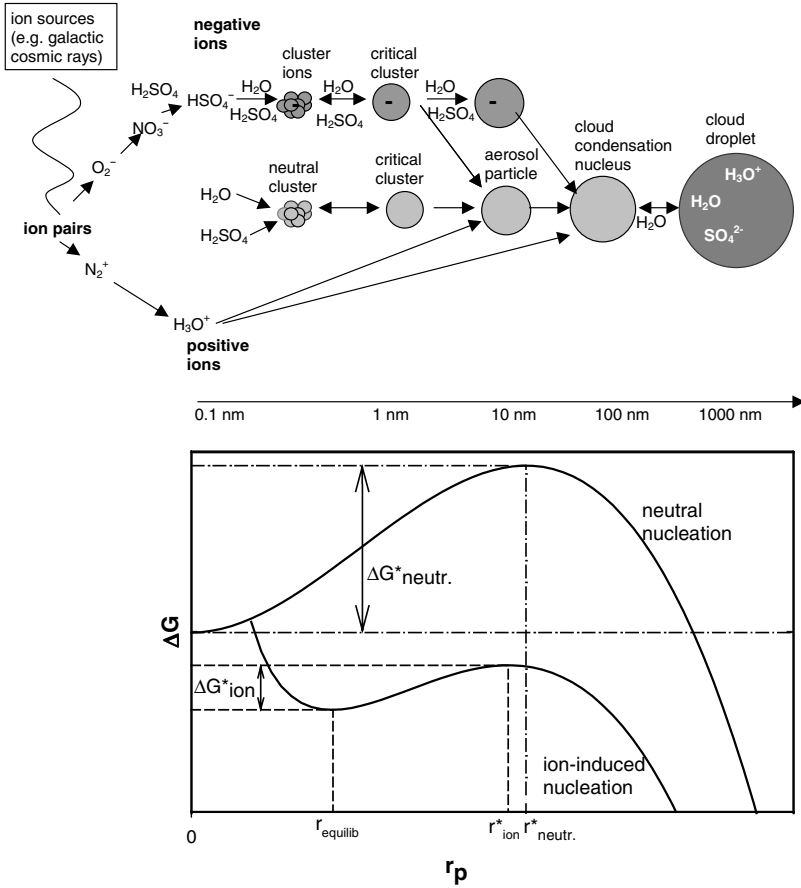 ion sources
(e.g. galactic
cosmic rays)
negative
ions
cluster
ions
critical
cluster
H₂SO₄
HSO₄⁻
H₂O
H₂SO₄
-
H₂O
H₂SO₄
-
H₂O
H₂SO₄
-
NO₃⁻
O₂⁻
ion pairs
N₂⁺
H₃O⁺
positive
ions
H₂O
H₂SO₄
neutral
cluster
critical
cluster
aerosol
particle
cloud
condensation
nucleus
H₂O
cloud
droplet
H₃O⁺
H₂O
SO₄²⁻
0.1 nm 1 nm 10 nm 100 nm 1000 nm
ΔG
ΔG*neutr.
neutral
nucleation
ΔG*ion
ion-induced
nucleation
0 r_equilib r*ion r*neutr.
r_p